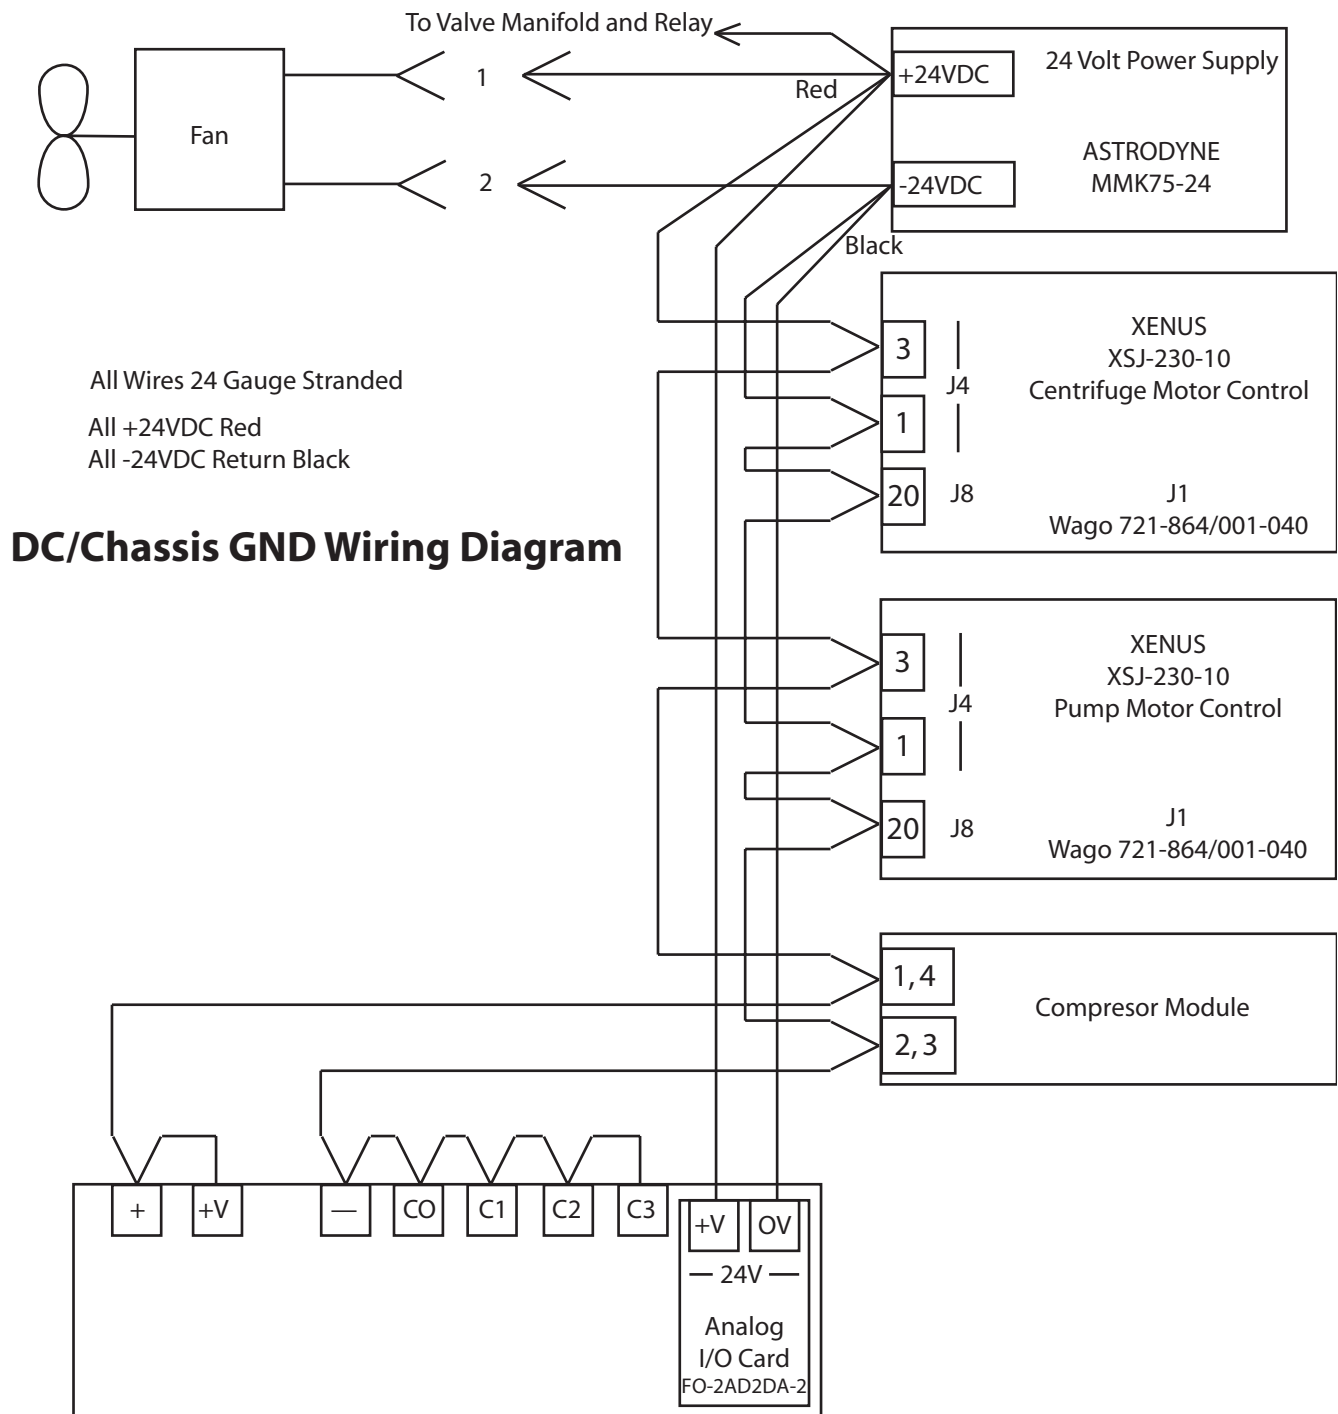 To Valve Manifold and Relay
1
Red
+24VDC
24 Volt Power Supply
Fan
2
-24VDC
ASTRODYNE
MMK75-24
Black
3
J4
1
20
J8
XENUS
XSJ-230-10
Centrifuge Motor Control
J1
Wago 721-864/001-040
All Wires 24 Gauge Stranded
All +24VDC Red
All -24VDC Return Black
DC/Chassis GND Wiring Diagram
3
J4
1
20
J8
XENUS
XSJ-230-10
Pump Motor Control
J1
Wago 721-864/001-040
1, 4
2, 3
Compresor Module
+
+V
—
CO
C1
C2
C3
+V
OV
— 24V —
Analog
I/O Card
FO-2AD2DA-2